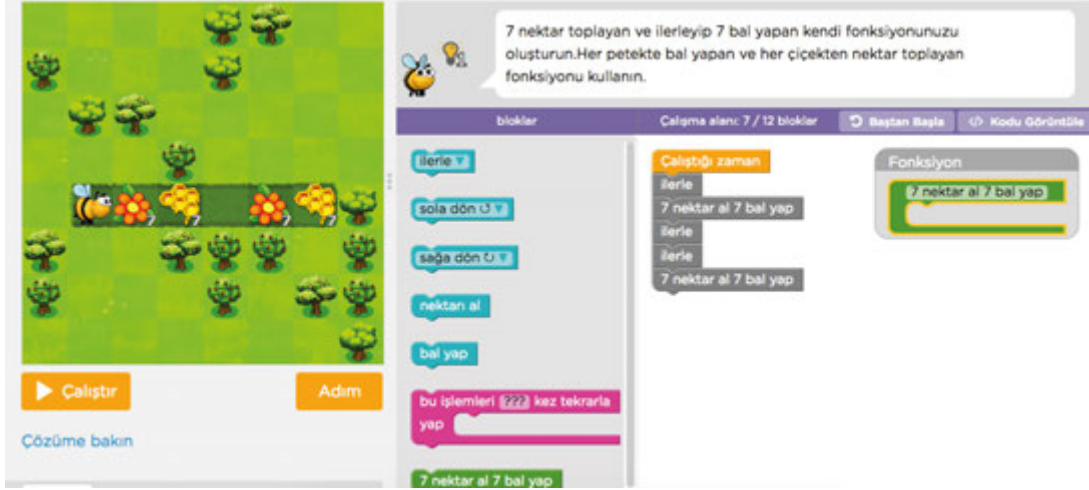 7 nektar toplayan ve ilerleyip 7 bal yapan kendi fonksiyonunuzu
oluşturun.Her petekte bal yapan ve her çiçekten nektar toplayan
fonksiyonu kullanın.
bloklar
Çalışma alanı: 7 / 12 bloklar
Baştan Başla
Kodu Görüntüle
ilerle
sola dön
sağa dön
nektarı al
bal yap
bu işlemleri ??? kez tekrarla
yap
7 nektar al 7 bal yap
Çalıştığı zaman
ilerle
7 nektar al 7 bal yap
ilerle
ilerle
7 nektar al 7 bal yap
Fonksiyon
7 nektar al 7 bal yap
7
7
7
7
Çalıştır
Adım
Çözüme bakın